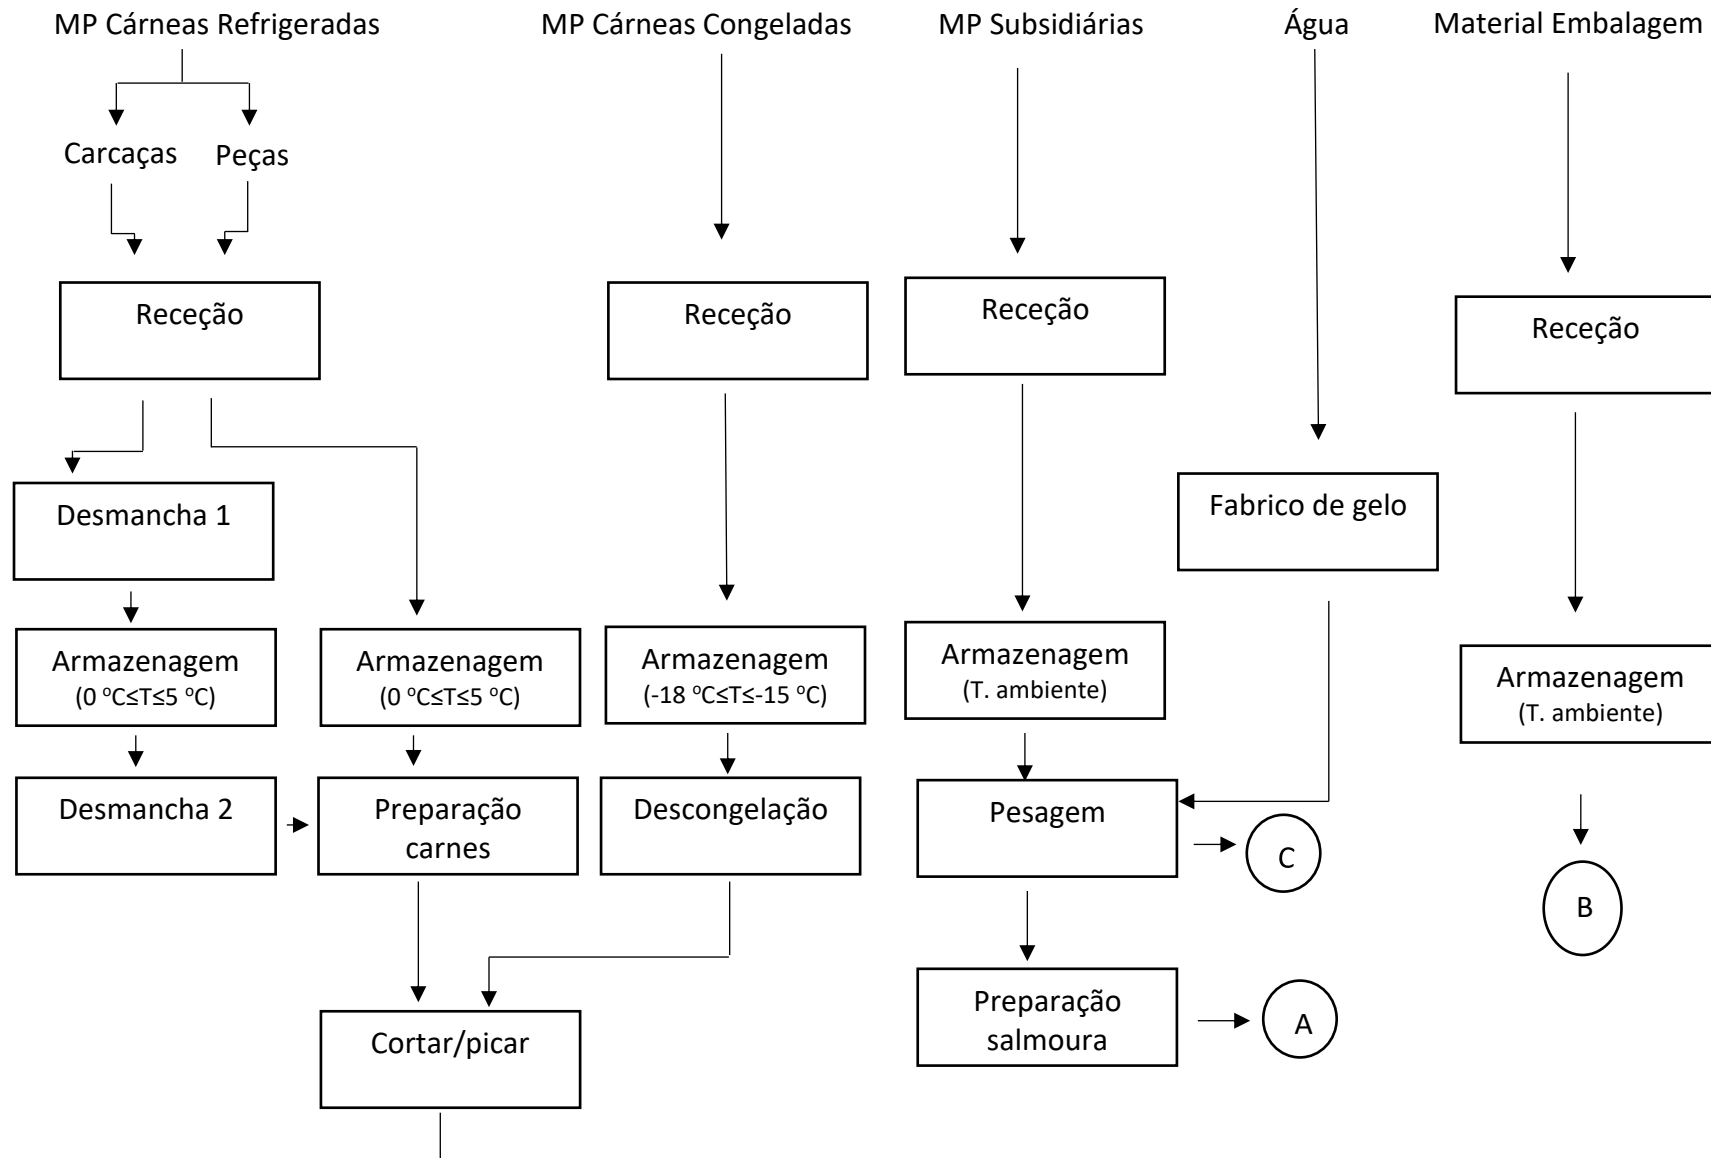 MP Cárneas Refrigeradas
MP Cárneas Congeladas
MP Subsidiárias
Água
Material Embalagem
Carcaças
Peças
Receção
Receção
Receção
Receção
Desmancha 1
Fabrico de gelo
Armazenagem
(0 ºC≤T≤5 ºC)
Armazenagem
(0 ºC≤T≤5 ºC)
Armazenagem
(-18 ºC≤T≤-15 ºC)
Armazenagem
(T. ambiente)
Armazenagem
(T. ambiente)
Desmancha 2
Preparação
carnes
Descongelação
Pesagem
C
B
Preparação
salmoura
A
Cortar/picar